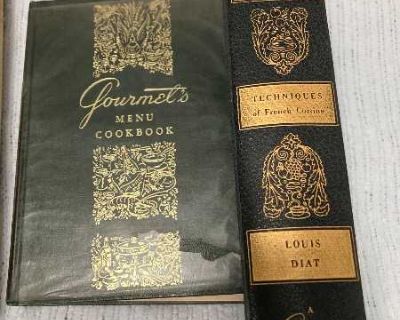 Gourmet's
MENU
COOKBOOK
TECHNIQUES
of French Cuisine
LOUIS
DIAT
A